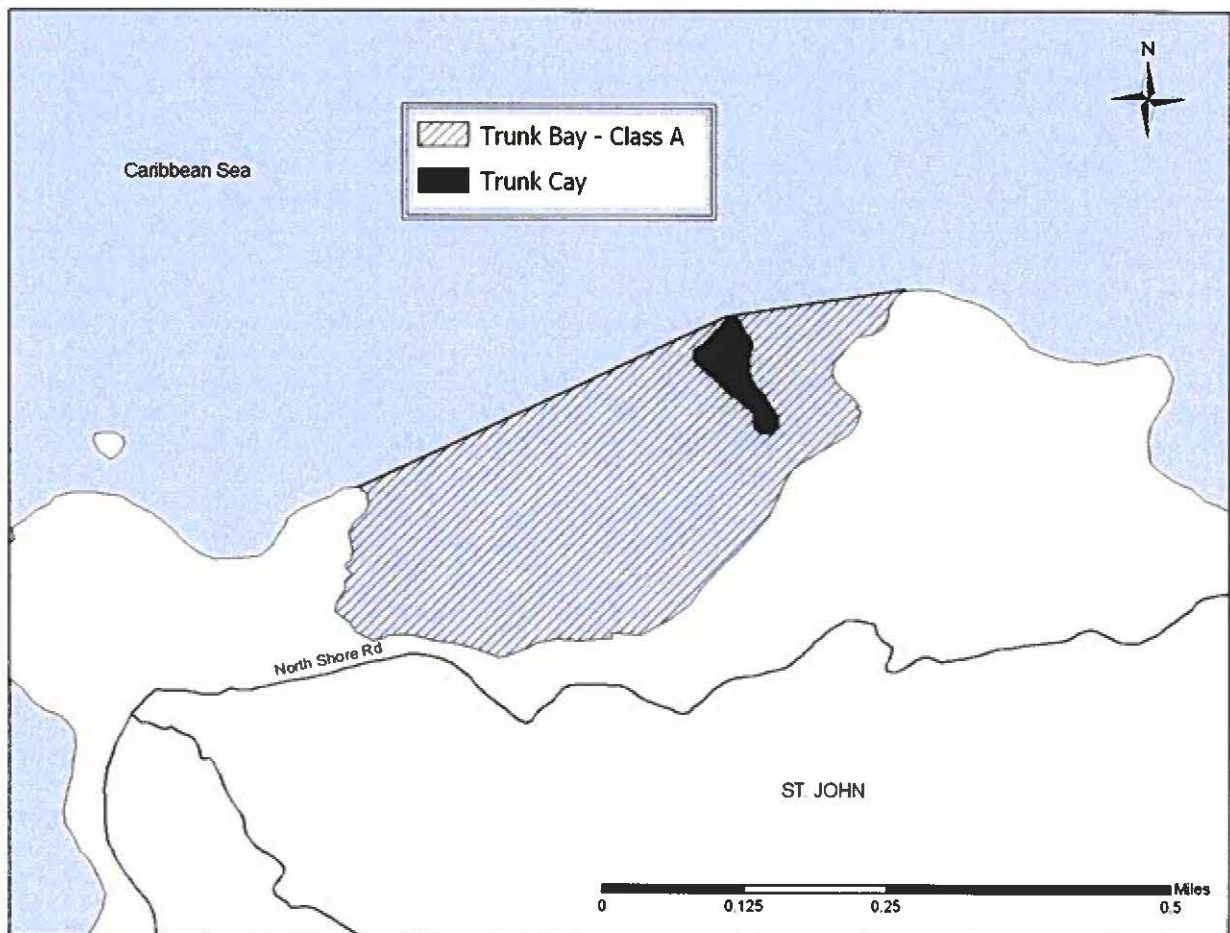 N
Trunk Bay - Class A
Trunk Cay
Caribbean Sea
North Shore Rd
ST. JOHN
Miles
0 0.125 0.25 0.5